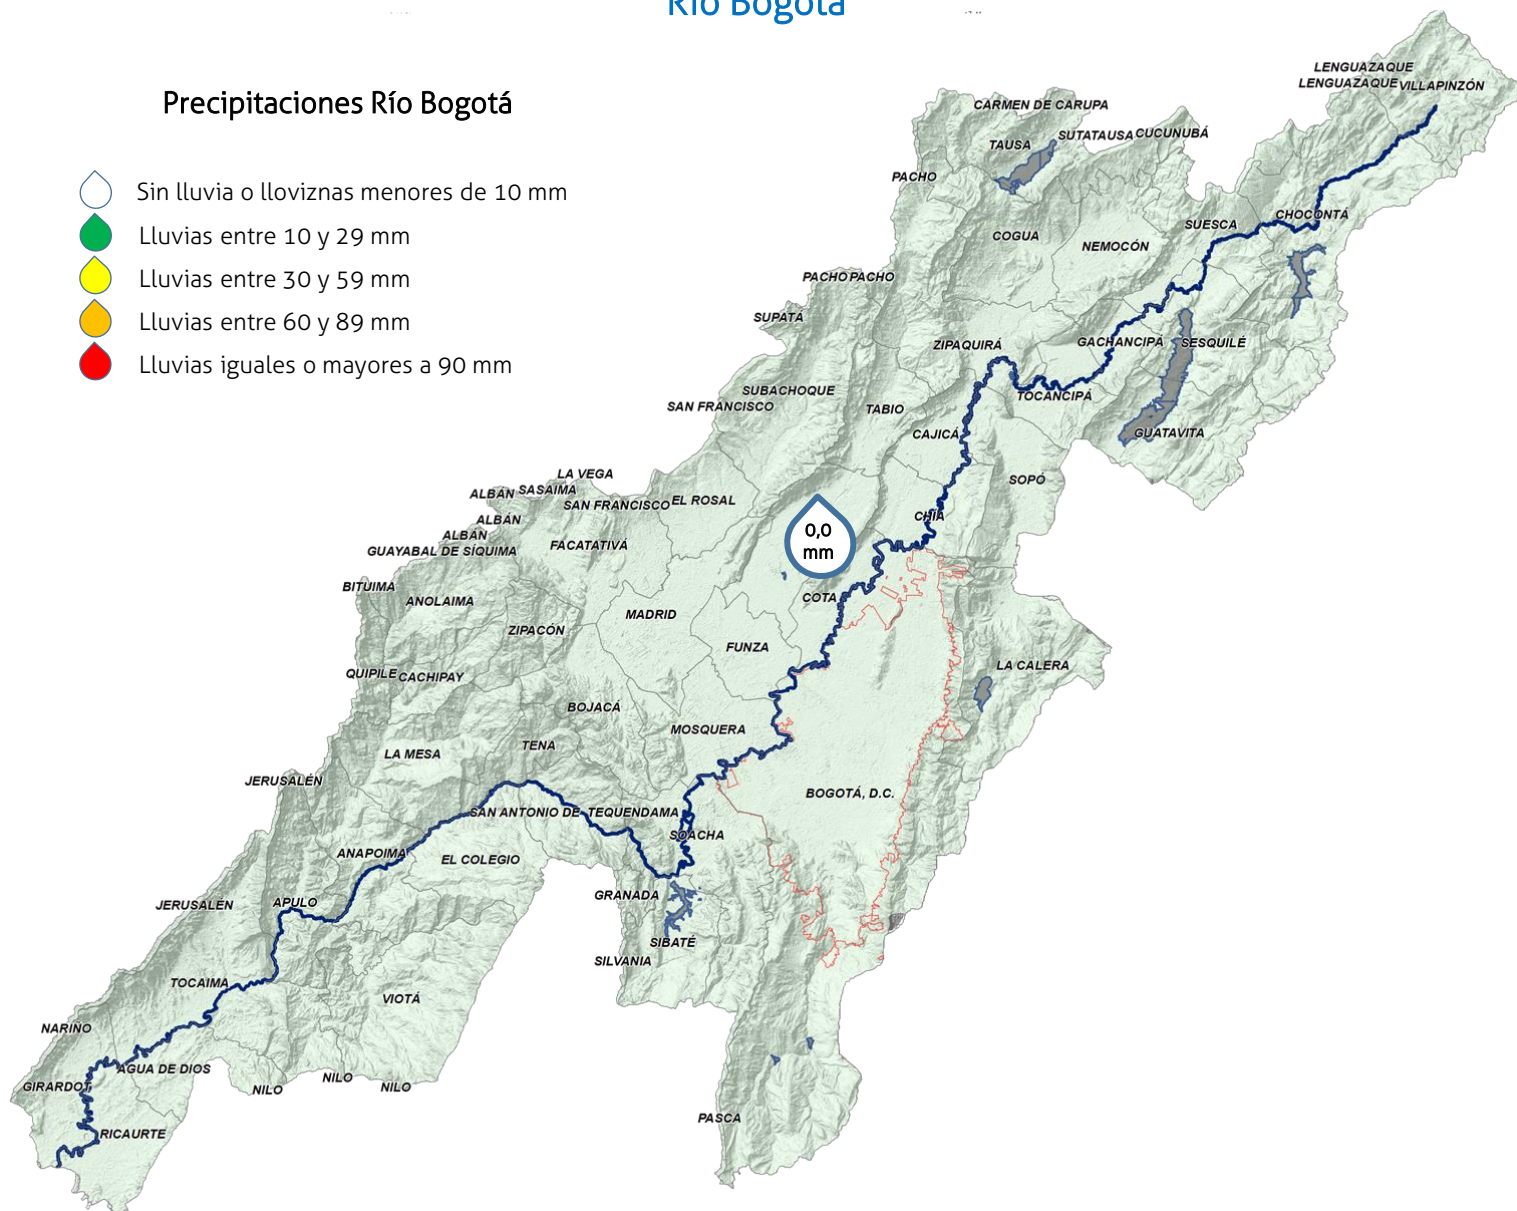 Río Bogotá
Precipitaciones Río Bogotá
Sin lluvia o lloviznas menores de 10 mm
Lluvias entre 10 y 29 mm
Lluvias entre 30 y 59 mm
Lluvias entre 60 y 89 mm
Lluvias iguales o mayores a 90 mm
LENGUAZAQUE
LENGUAZAQUE VILLAPINZÓN
CARMEN DE CARUPA
SUTATAUSA CUCUNUBÁ
TAUSA
PACHO
CHOCONTÁ
SUESCA
COGUA
NEMOCÓN
PACHO PACHO
SUPATÁ
ZIPAQUIRÁ
GACHANCIPÁ
SESQUILÉ
SUBACHOQUE
SAN FRANCISCO
TABIO
TOCANCIPÁ
CAJICÁ
GUATAVITA
LA VEGA
SOPÓ
ALBÁN SASAIMA
SAN FRANCISCO EL ROSAL
ALBÁN
CHÍA
ALBÁN
0,0
mm
FACATATIVÁ
GUAYABAL DE SÍQUIMA
BITUIMA
ANOLAIMA
COTA
MADRID
ZIPACÓN
FUNZA
LA CALERA
QUIPILE CACHIPAY
BOJACÁ
MOSQUERA
TENA
LA MESA
JERUSALÉN
BOGOTÁ, D.C.
SAN ANTONIO DE TEQUENDAMA
SOACHA
ANAPOIMA
EL COLEGIO
GRANADA
JERUSALÉN
APULO
SIBATÉ
SILVANIA
TOCAIMA
VIOTÁ
NARIÑO
AGUA DE DIOS
GIRARDOT
NILO
NILO
NILO
PASCA
RICAURTE